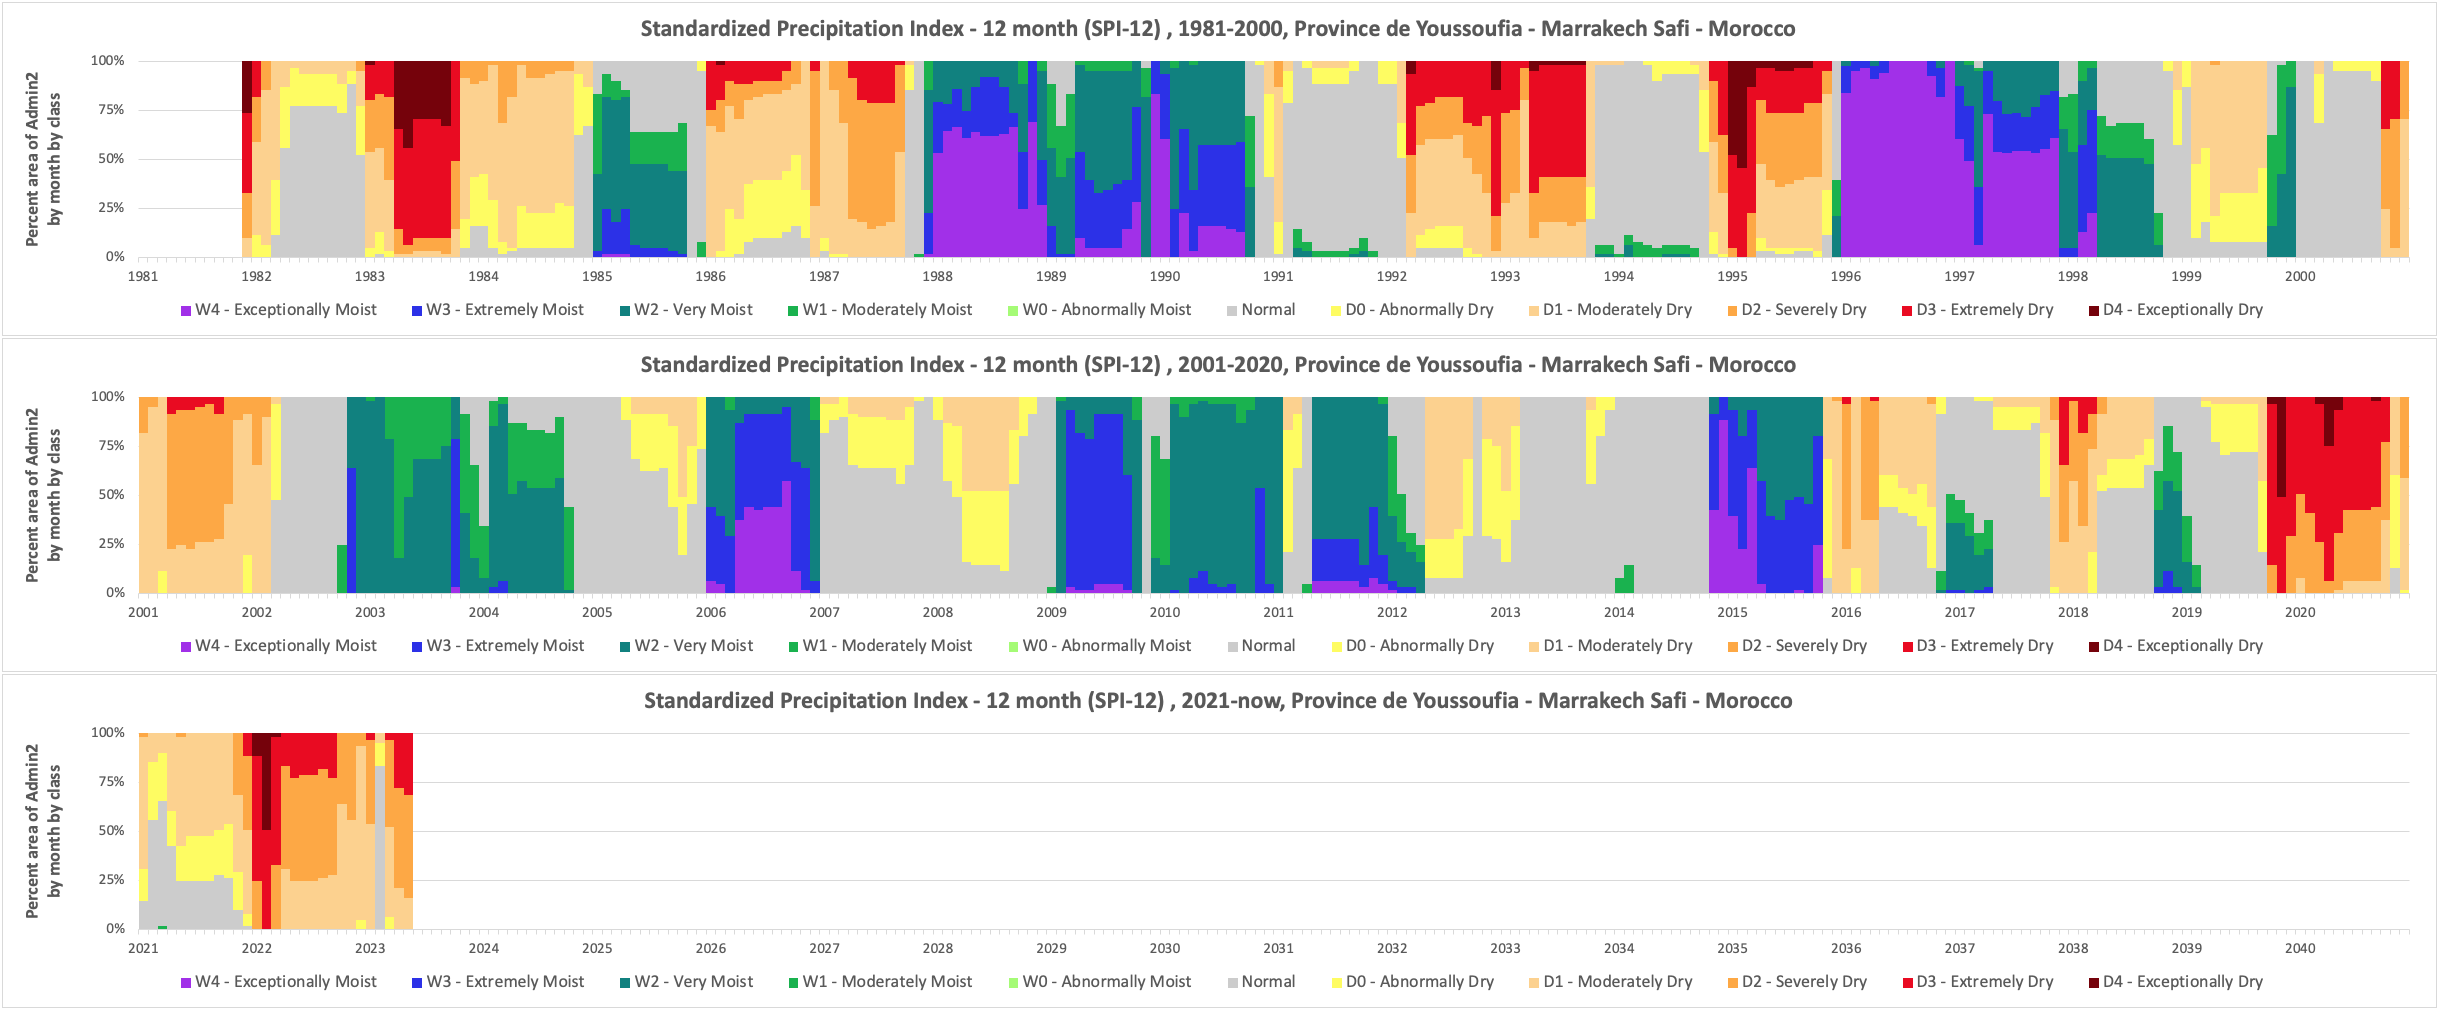 Standardized Precipitation Index - 12 month (SPI-12) , 1981-2000, Province de Youssoufia - Marrakech Safi - Morocco
Percent area of Admin2
by month by class
100%
75%
50%
25%
0%
1981 1982 1983 1984 1985 1986 1987 1988 1989 1990 1991 1992 1993 1994 1995 1996 1997 1998 1999 2000
W4 - Exceptionally Moist W3 - Extremely Moist W2 - Very Moist W1 - Moderately Moist W0 - Abnormally Moist Normal D0 - Abnormally Dry D1 - Moderately Dry D2 - Severely Dry D3 - Extremely Dry D4 - Exceptionally Dry
Standardized Precipitation Index - 12 month (SPI-12) , 2001-2020, Province de Youssoufia - Marrakech Safi - Morocco
Percent area of Admin2
by month by class
100%
75%
50%
25%
0%
2001 2002 2003 2004 2005 2006 2007 2008 2009 2010 2011 2012 2013 2014 2015 2016 2017 2018 2019 2020
W4 - Exceptionally Moist W3 - Extremely Moist W2 - Very Moist W1 - Moderately Moist W0 - Abnormally Moist Normal D0 - Abnormally Dry D1 - Moderately Dry D2 - Severely Dry D3 - Extremely Dry D4 - Exceptionally Dry
Standardized Precipitation Index - 12 month (SPI-12) , 2021-now, Province de Youssoufia - Marrakech Safi - Morocco
Percent area of Admin2
by month by class
100%
75%
50%
25%
0%
2021 2022 2023 2024 2025 2026 2027 2028 2029 2030 2031 2032 2033 2034 2035 2036 2037 2038 2039 2040
W4 - Exceptionally Moist W3 - Extremely Moist W2 - Very Moist W1 - Moderately Moist W0 - Abnormally Moist Normal D0 - Abnormally Dry D1 - Moderately Dry D2 - Severely Dry D3 - Extremely Dry D4 - Exceptionally Dry